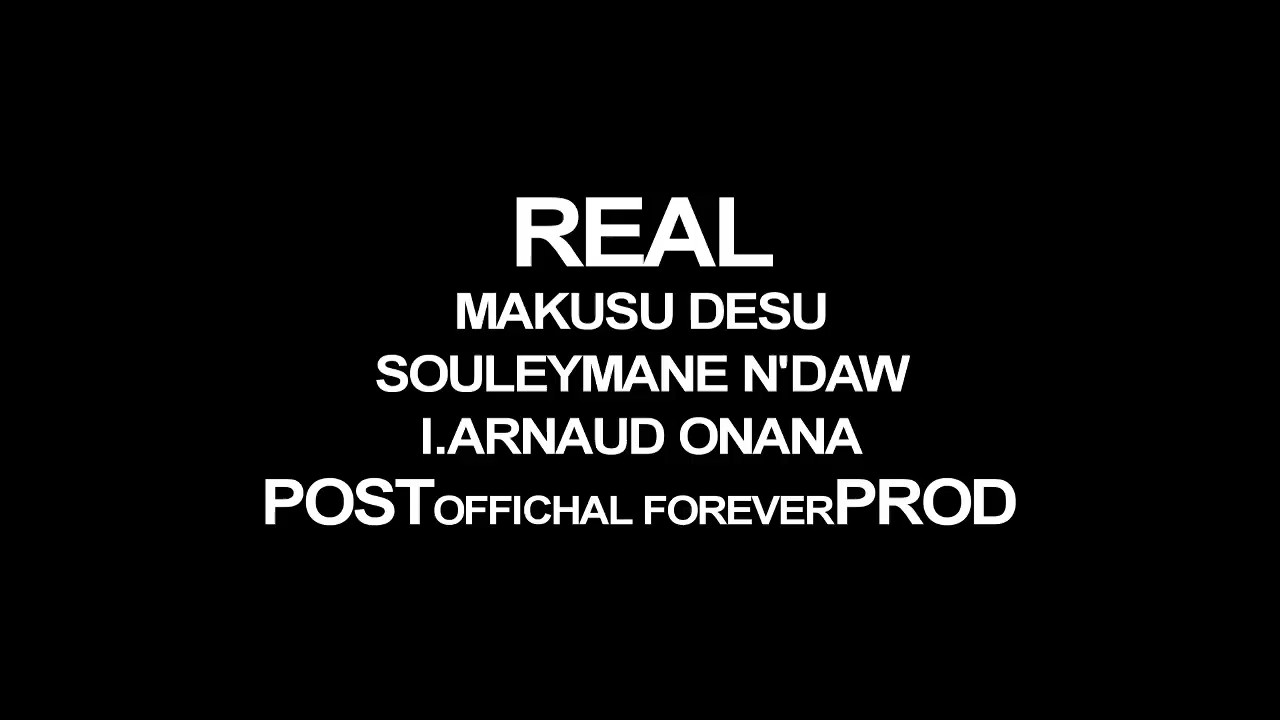 REAL
MAKUSU DESU
SOULEYMANE N'DAW
I.ARNAUD ONANA
POSTOFFICHAL FOREVERPROD